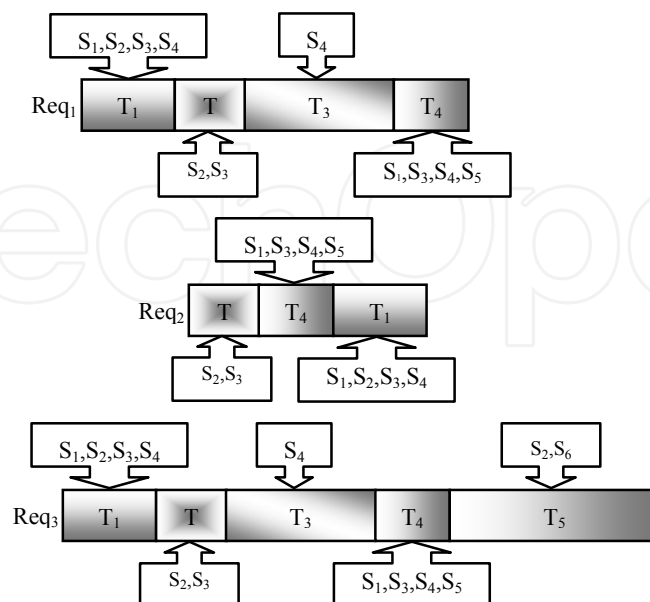 S₁,S₂,S₃,S₄
S₄
Req₁ T₁ T T₃ T₄
S₂,S₃
S₁,S₃,S₄,S₅
S₁,S₃,S₄,S₅
Req₂ T T₄ T₁
S₂,S₃
S₁,S₂,S₃,S₄
S₁,S₂,S₃,S₄
S₄
S₂,S₆
Req₃ T₁ T T₃ T₄ T₅
S₂,S₃
S₁,S₃,S₄,S₅